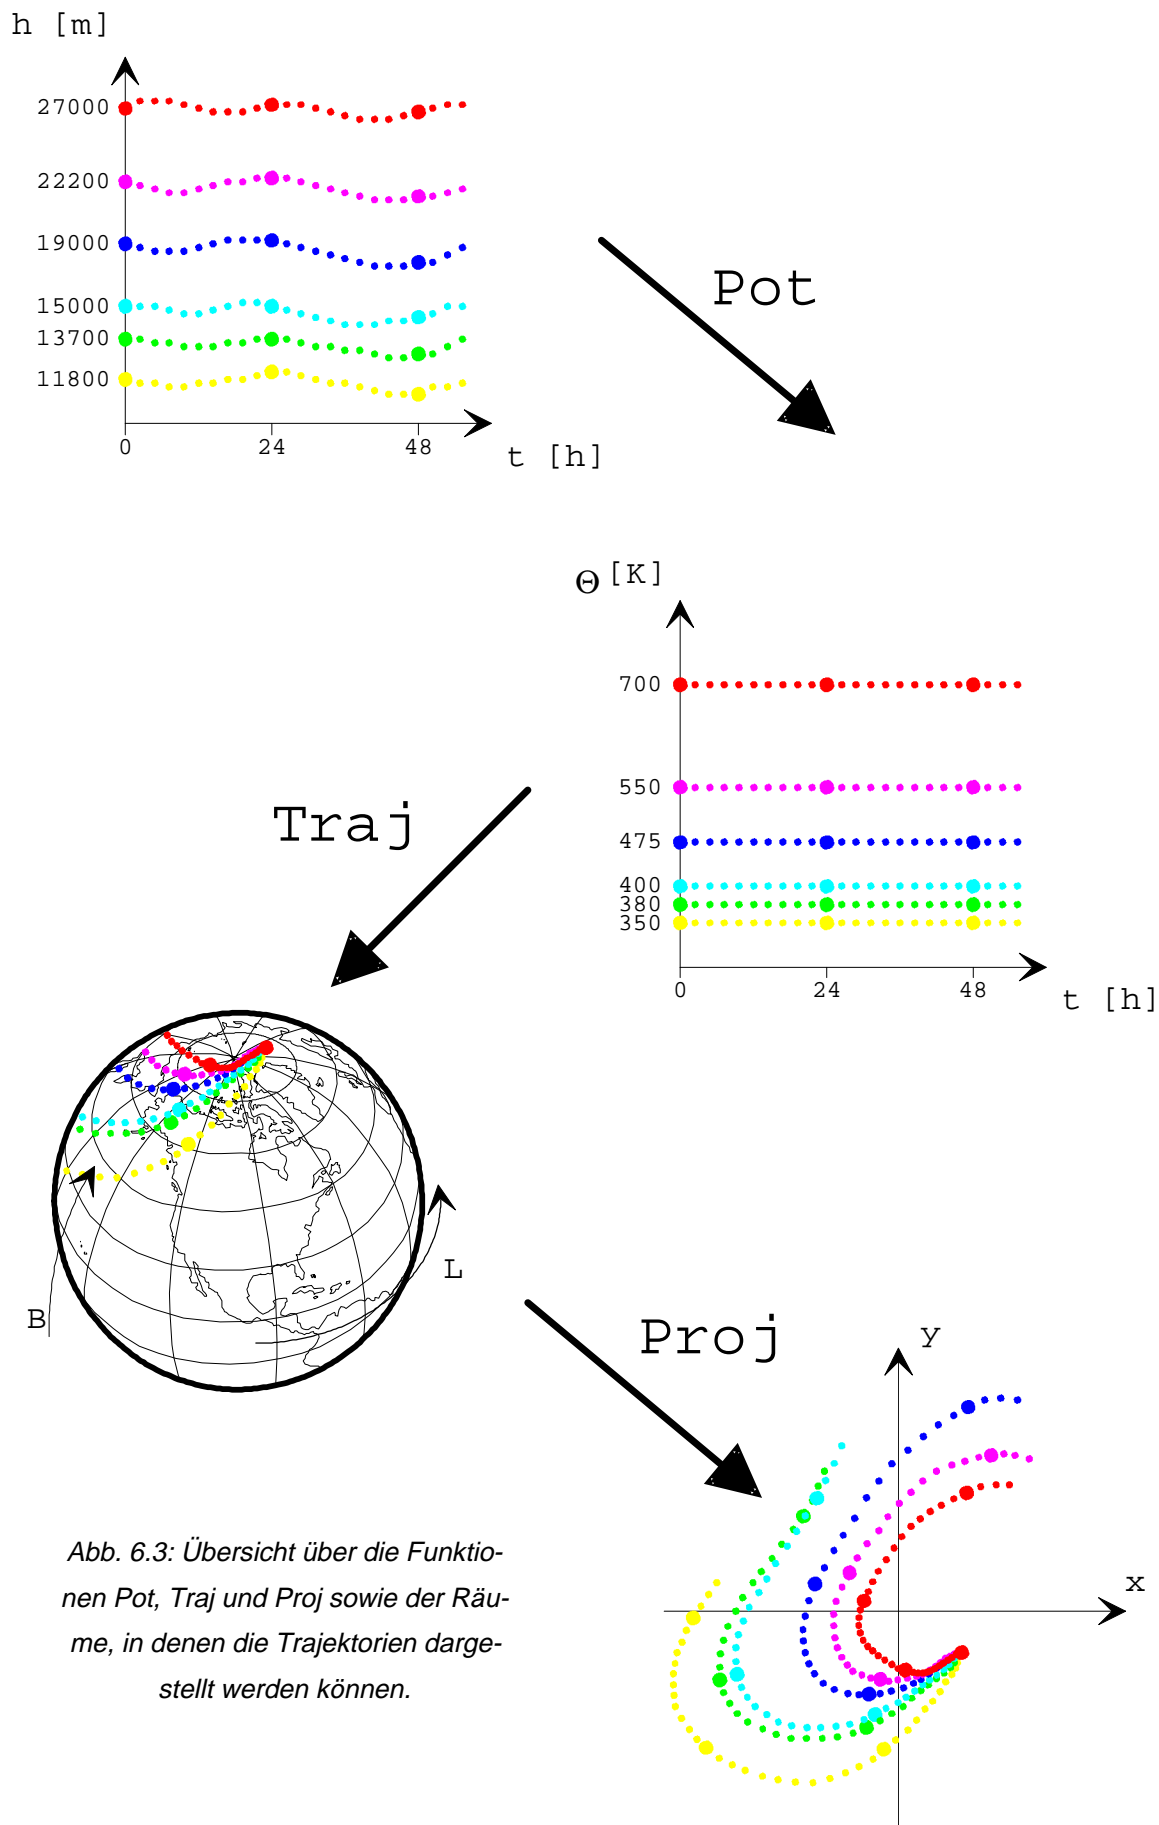 h [m]
27000
22200
19000
15000
13700
11800
0 24 48
t [h]
Pot
Θ [K]
700
550
475
400
380
350
0 24 48
t [h]
Traj
B
L
Proj
y
x
Abb. 6.3: Übersicht über die Funktio-
nen Pot, Traj und Proj sowie der Räu-
me, in denen die Trajektorien darge-
stellt werden können.